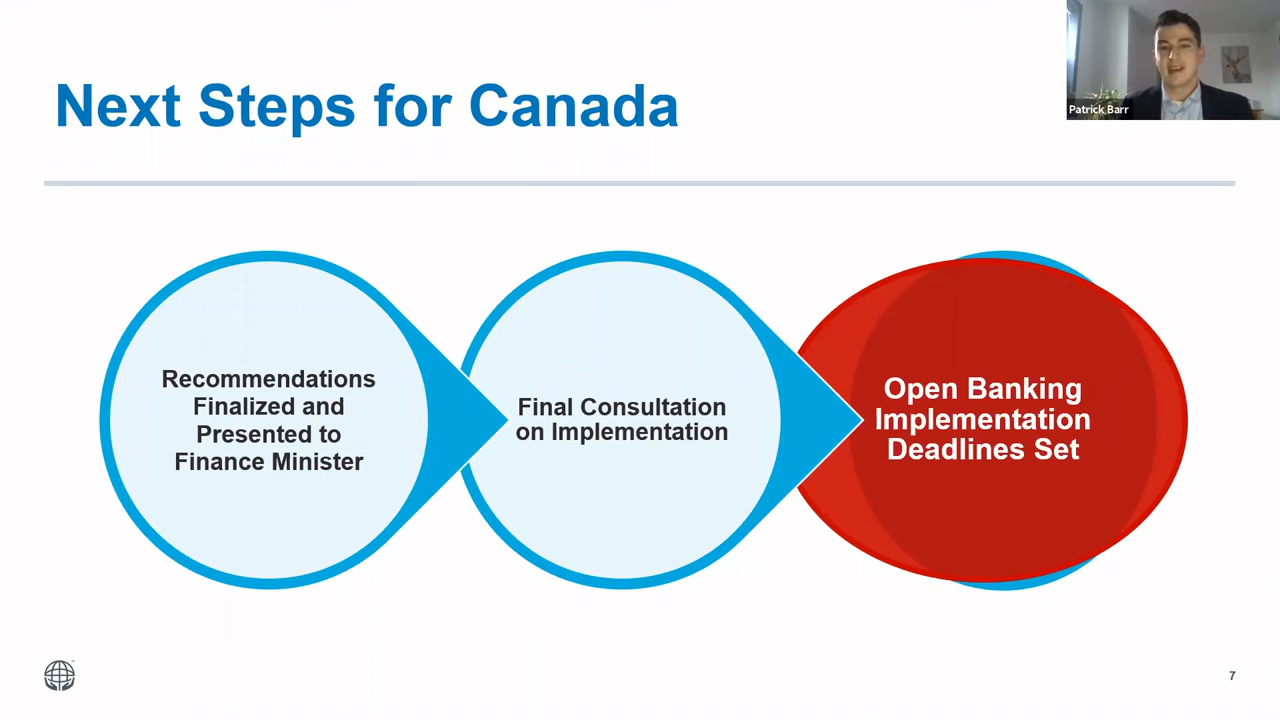 Next Steps for Canada
Patrick Barr
Recommendations
Finalized and
Presented to
Finance Minister
Final Consultation
on Implementation
Open Banking
Implementation
Deadlines Set
7